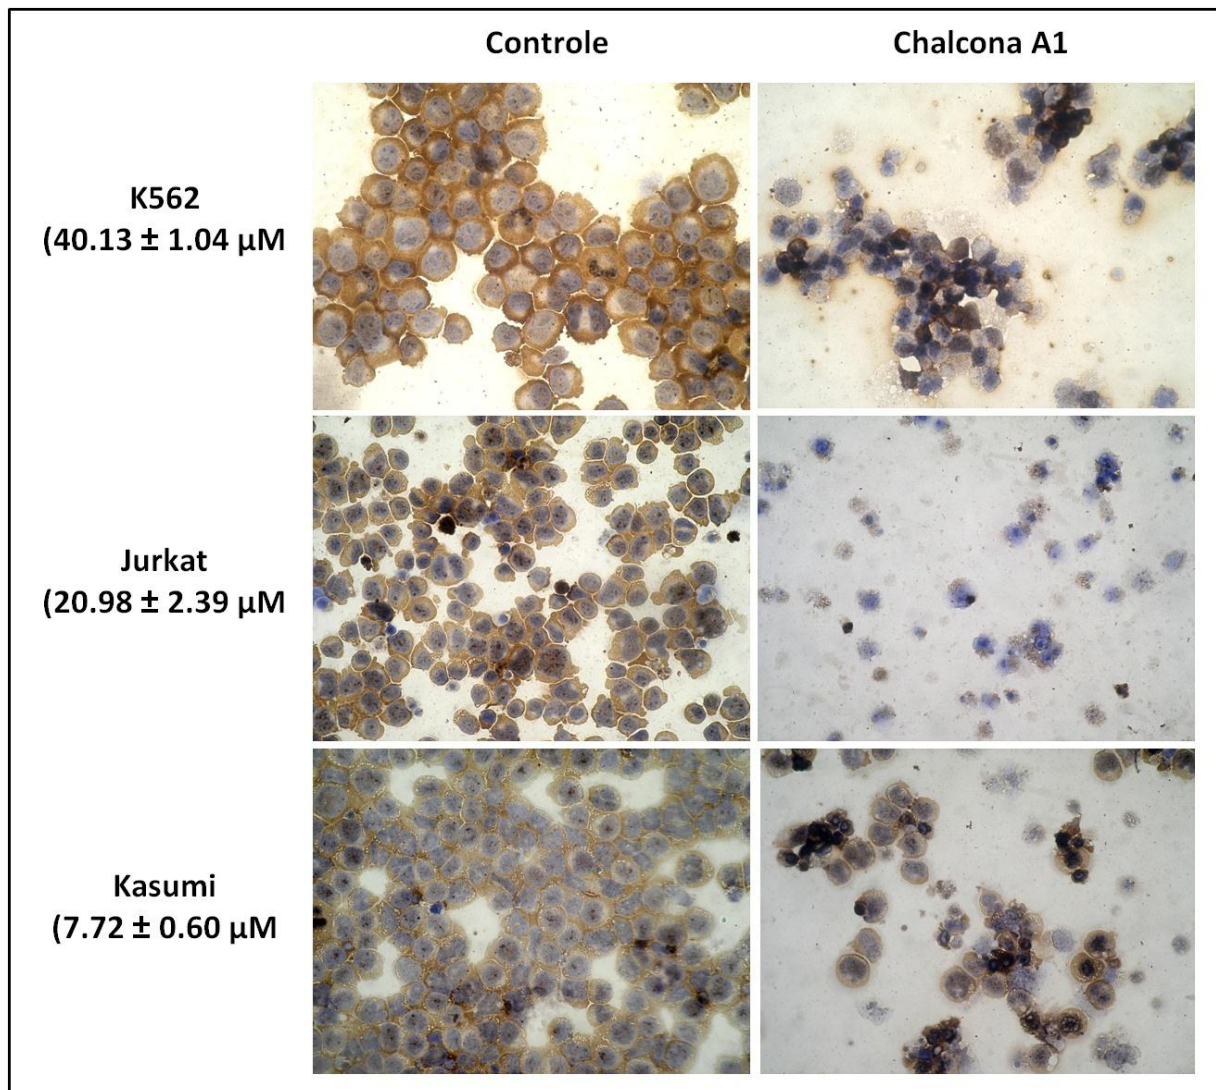 Controle
Chalcona A1
K562
(40.13 ± 1.04 µM
Jurkat
(20.98 ± 2.39 µM
Kasumi
(7.72 ± 0.60 µM